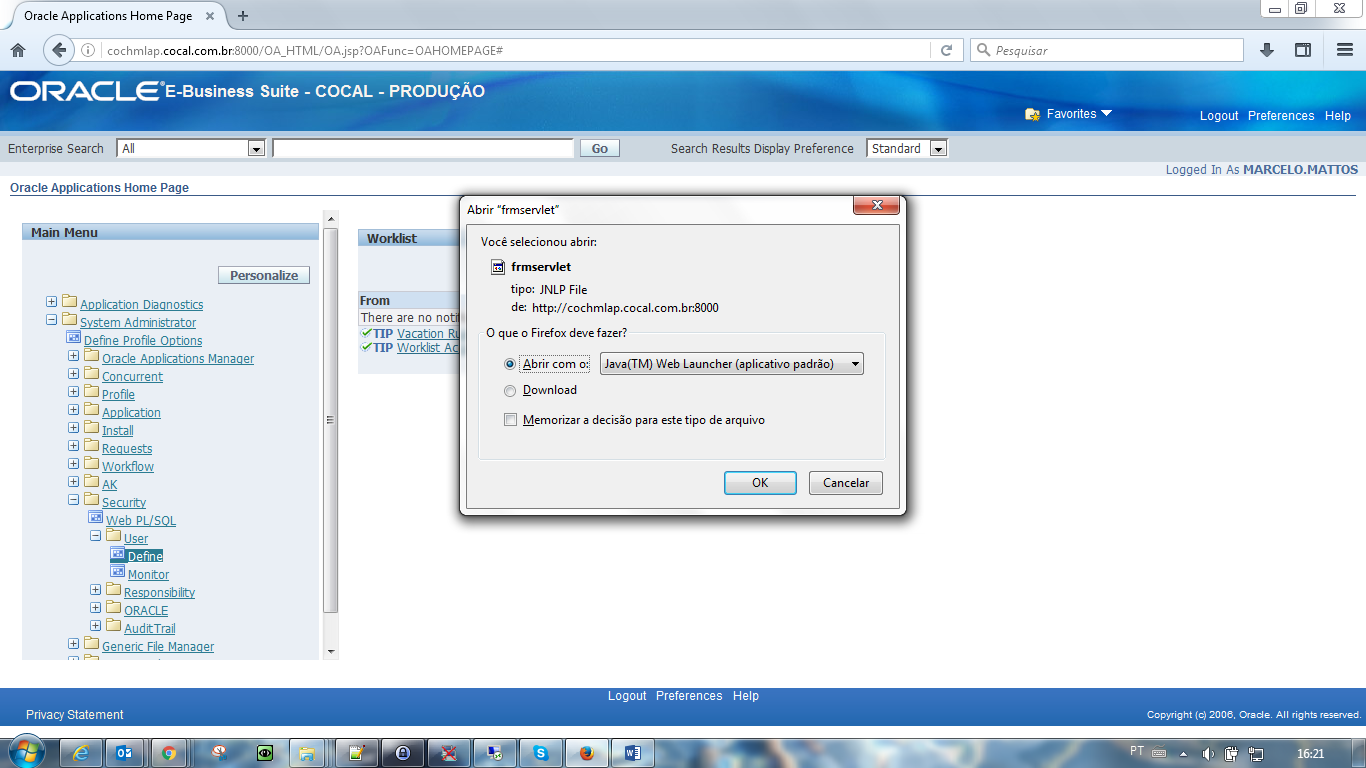 Oracle Applications Home Page
cochmlap.cocal.com.br:8000/OA_HTML/OA.jsp?OAFunc=OAHOMEPAGE#
Pesquisar
ORACLE® E-Business Suite - COCAL - PRODUÇÃO
Favorites
Logout Preferences Help
Enterprise Search All Go Search Results Display Preference Standard
Logged In As MARCELO.MATTOS
Oracle Applications Home Page
Main Menu
Personalize
Application Diagnostics
System Administrator
Define Profile Options
Oracle Applications Manager
Concurrent
Profile
Application
Install
Requests
Workflow
AK
Security
Web PL/SQL
User
Define
Monitor
Responsibility
ORACLE
AuditTrail
Generic File Manager
Worklist
From
There are no noti
TIP Vacation Ru
TIP Worklist Ac
Abrir "frmservlet"
Você selecionou abrir:
frmservlet
tipo: JNLP File
de: http://cochmlap.cocal.com.br:8000
O que o Firefox deve fazer?
Abrir com o: Java(TM) Web Launcher (aplicativo padrão)
Download
Memorizar a decisão para este tipo de arquivo
OK Cancelar
Logout Preferences Help
Privacy Statement
Copyright (c) 2006, Oracle. All rights reserved.
PT 16:21